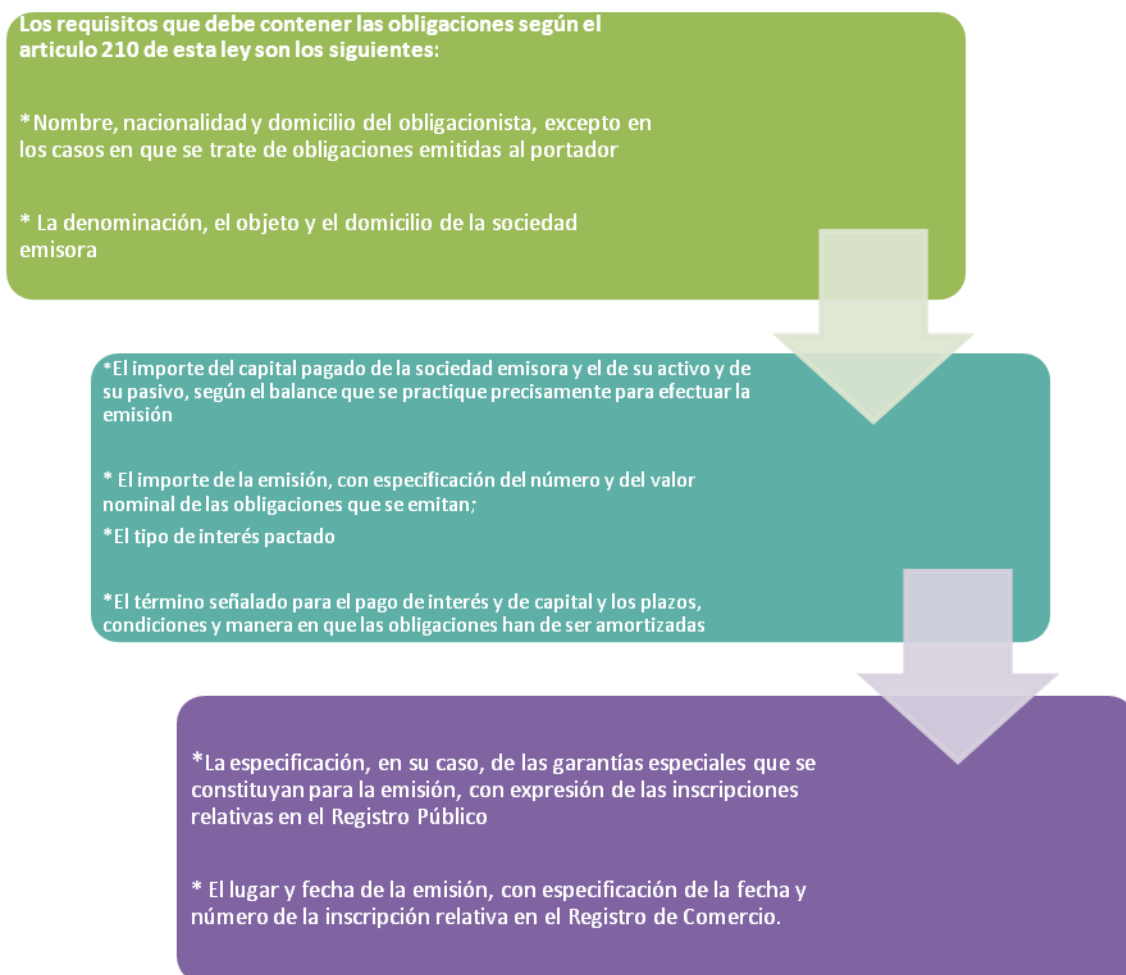 Los requisitos que debe contener las obligaciones según el
articulo 210 de esta ley son los siguientes:
*Nombre, nacionalidad y domicilio del obligacionista, excepto en
los casos en que se trate de obligaciones emitidas al portador
* La denominación, el objeto y el domicilio de la sociedad
emisora
*El importe del capital pagado de la sociedad emisora y el de su activo y de
su pasivo, según el balance que se practique precisamente para efectuar la
emisión
* El importe de la emisión, con especificación del número y del valor
nominal de las obligaciones que se emitan;
*El tipo de interés pactado
*El término señalado para el pago de interés y de capital y los plazos,
condiciones y manera en que las obligaciones han de ser amortizadas
*La especificación, en su caso, de las garantías especiales que se
constituyan para la emisión, con expresión de las inscripciones
relativas en el Registro Público
* El lugar y fecha de la emisión, con especificación de la fecha y
número de la inscripción relativa en el Registro de Comercio.